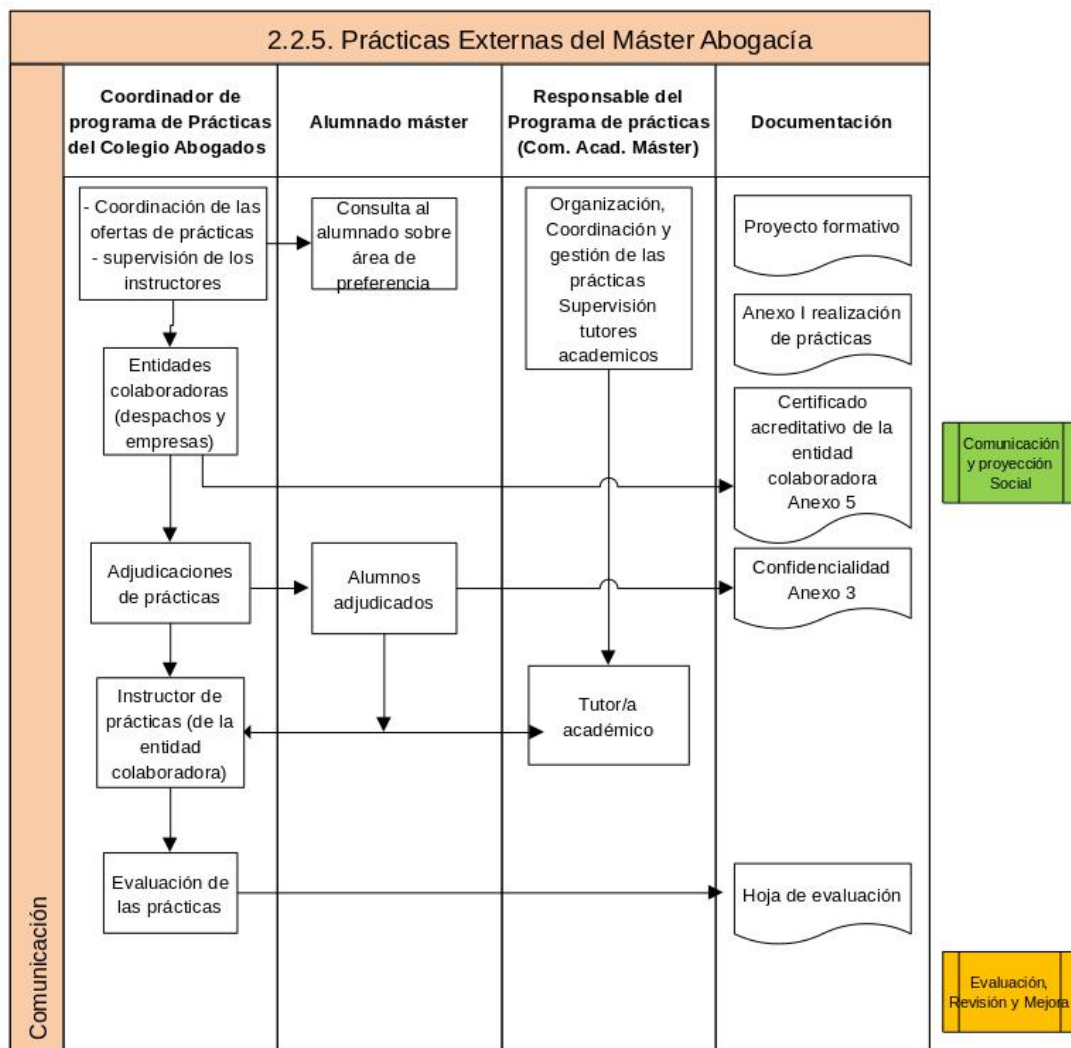 2.2.5. Prácticas Externas del Máster Abogacía
Coordinador de
programa de Prácticas
del Colegio Abogados
Alumnado máster
Responsable del
Programa de prácticas
(Com. Acad. Máster)
Documentación
- Coordinación de las
ofertas de prácticas
- supervisión de los
instructores
Consulta al
alumnado sobre
área de
preferencia
Organización,
Coordinación y
gestión de las
prácticas
Supervisión
tutores
academicos
Proyecto formativo
Anexo I realización
de prácticas
Entidades
colaboradoras
(despachos y
empresas)
Certificado
acreditativo de la
entidad
colaboradora
Anexo 5
Comunicación
y proyección
Social
Adjudicaciones
de prácticas
Alumnos
adjudicados
Confidencialidad
Anexo 3
Instructor de
prácticas (de la
entidad
colaboradora)
Tutor/a
académico
Evaluación de
las prácticas
Hoja de evaluación
Comunicación
Evaluación,
Revisión y Mejora